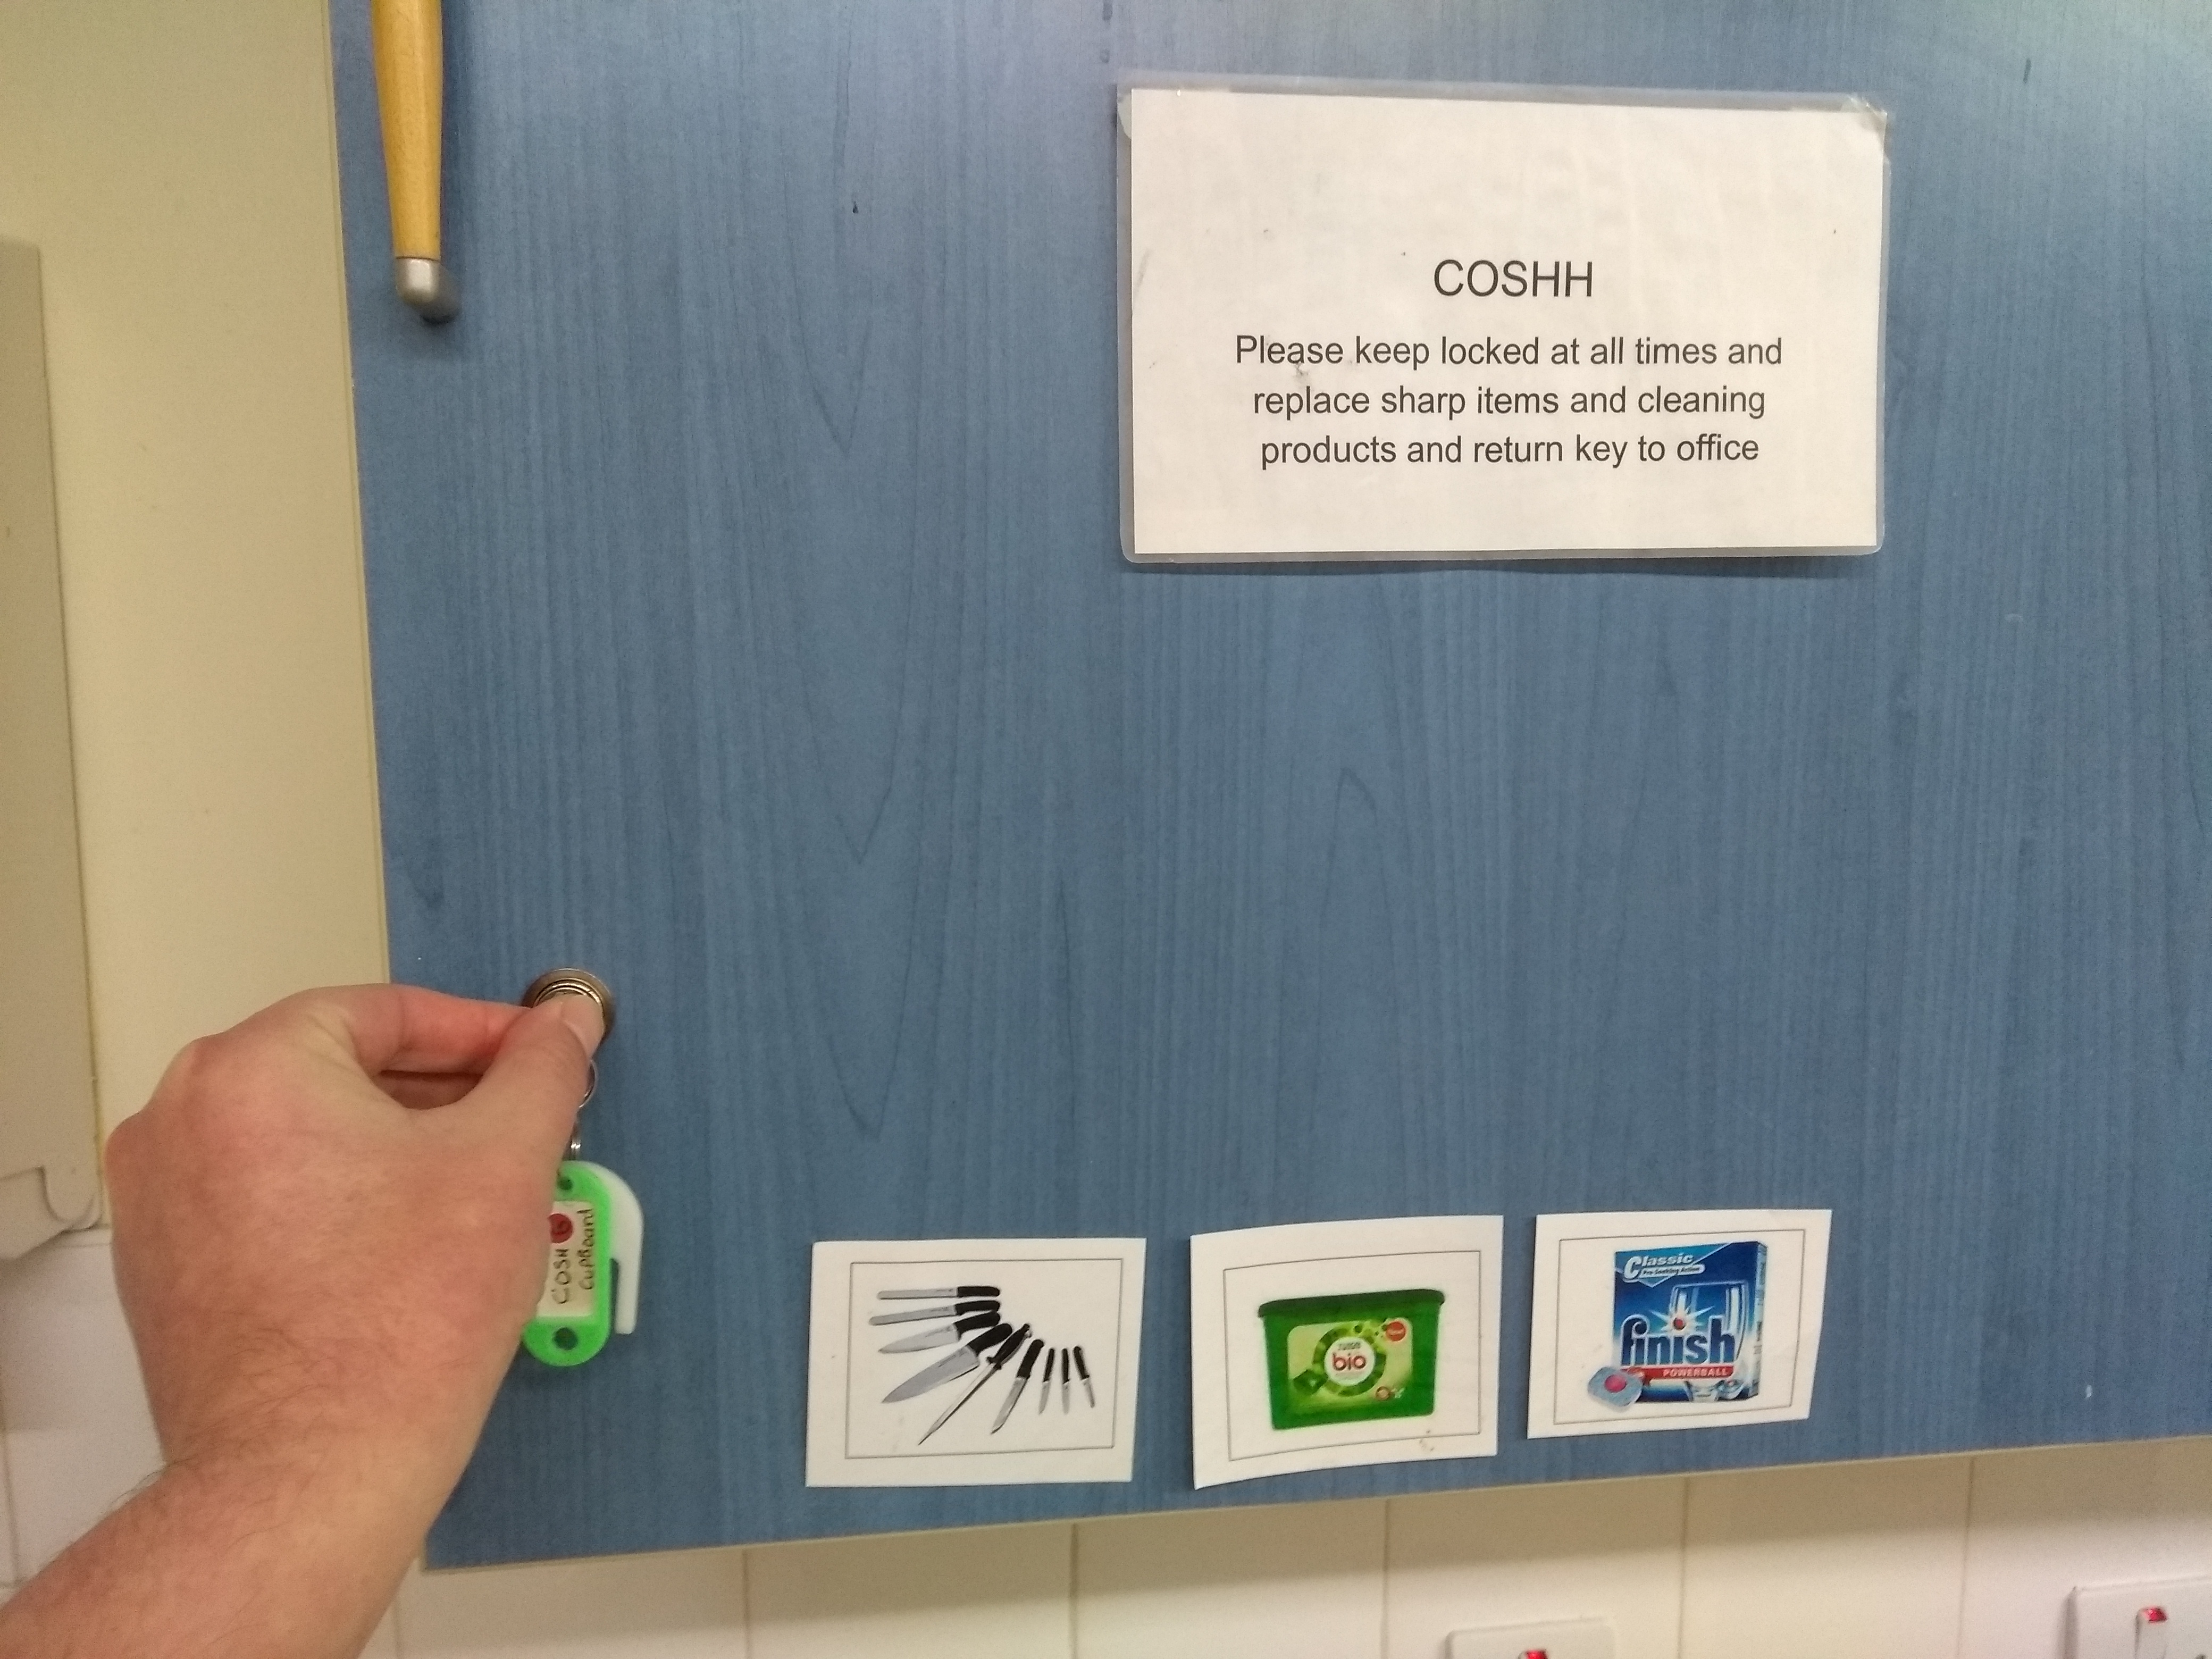 COSHH
Please keep locked at all times and
replace sharp items and cleaning
products and return key to office
COSH
CupBoard
bio
Classic
finish
POWERBALL